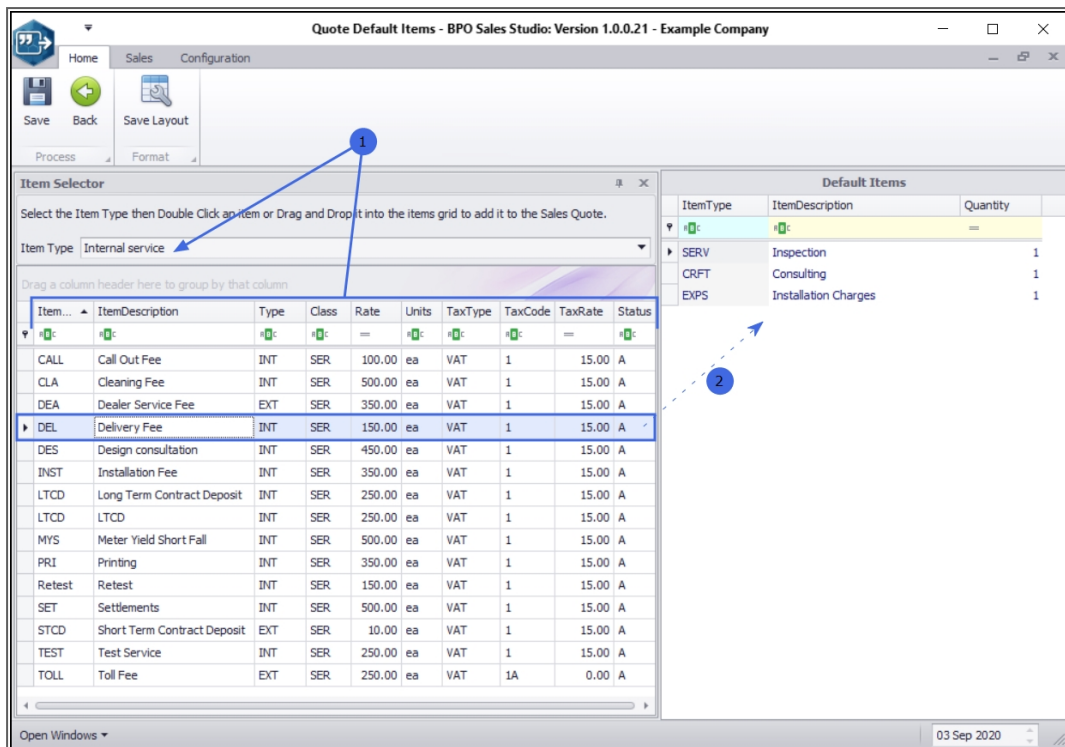 Quote Default Items - BPO Sales Studio: Version 1.0.0.21 - Example Company
Home Sales Configuration
Save Back Save Layout
Process Format
1
Item Selector
Select the Item Type then Double Click an item or Drag and Drop it into the items grid to add it to the Sales Quote.
Item Type Internal service
Drag a column header here to group by that column
Item... ItemDescription Type Class Rate Units TaxType TaxCode TaxRate Status
CALL Call Out Fee INT SER 100.00 ea VAT 1 15.00 A
CLA Cleaning Fee INT SER 500.00 ea VAT 1 15.00 A
DEA Dealer Service Fee EXT SER 350.00 ea VAT 1 15.00 A
DEL Delivery Fee INT SER 150.00 ea VAT 1 15.00 A
DES Design consultation INT SER 450.00 ea VAT 1 15.00 A
INST Installation Fee INT SER 350.00 ea VAT 1 15.00 A
LTCD Long Term Contract Deposit INT SER 250.00 ea VAT 1 15.00 A
LTCD LTCD INT SER 250.00 ea VAT 1 15.00 A
MYS Meter Yield Short Fall INT SER 500.00 ea VAT 1 15.00 A
PRI Printing INT SER 350.00 ea VAT 1 15.00 A
Retest Retest INT SER 150.00 ea VAT 1 15.00 A
SET Settlements INT SER 500.00 ea VAT 1 15.00 A
STCD Short Term Contract Deposit EXT SER 10.00 ea VAT 1 15.00 A
TEST Test Service INT SER 250.00 ea VAT 1 15.00 A
TOLL Toll Fee EXT SER 250.00 ea VAT 1A 0.00 A
Default Items
ItemType ItemDescription Quantity
=
SERV Inspection 1
CRFT Consulting 1
EXPS Installation Charges 1
2
Open Windows 03 Sep 2020